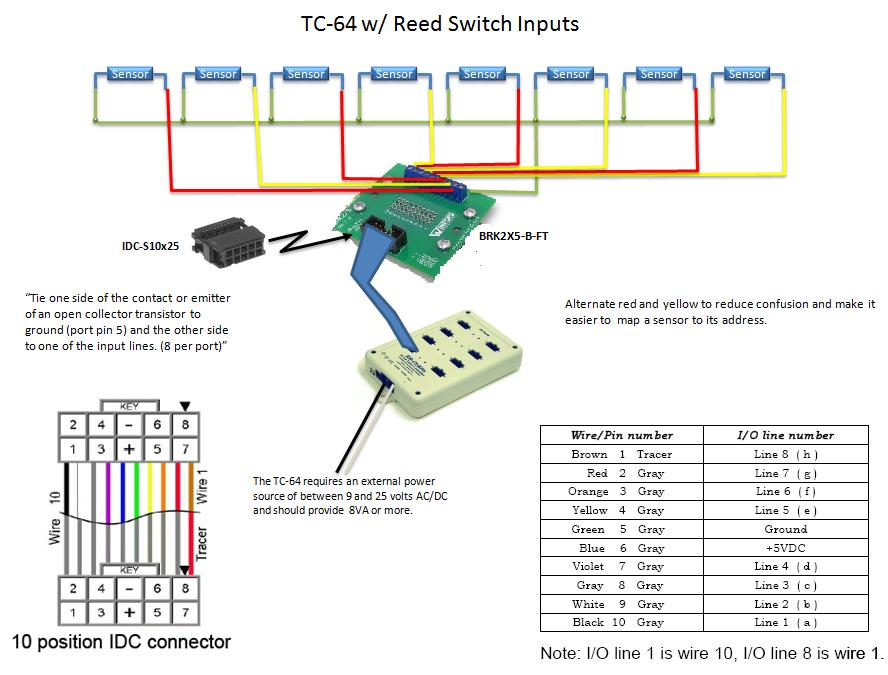 TC-64 w/ Reed Switch Inputs
Sensor Sensor Sensor Sensor Sensor Sensor Sensor Sensor
IDC-S10x25
BRK2X5-B-FT
"Tie one side of the contact or emitter
of an open collector transistor to
ground (port pin 5) and the other side
to one of the input lines. (8 per port)"
Alternate red and yellow to reduce confusion and make it
easier to map a sensor to its address.
The TC-64 requires an external power
source of between 9 and 25 volts AC/DC
and should provide 8VA or more.
KEY
2 4 - 6 8
1 3 + 5 7
Wire 10
Wire 1
Tracer
KEY
2 4 - 6 8
1 3 + 5 7
10 position IDC connector
Wire/Pin number I/O line number
Brown 1 Tracer Line 8 ( h )
Red 2 Gray Line 7 ( g )
Orange 3 Gray Line 6 ( f )
Yellow 4 Gray Line 5 ( e )
Green 5 Gray Ground
Blue 6 Gray +5VDC
Violet 7 Gray Line 4 ( d )
Gray 8 Gray Line 3 ( c )
White 9 Gray Line 2 ( b )
Black 10 Gray Line 1 ( a )
Note: I/O line 1 is wire 10, I/O line 8 is wire 1.